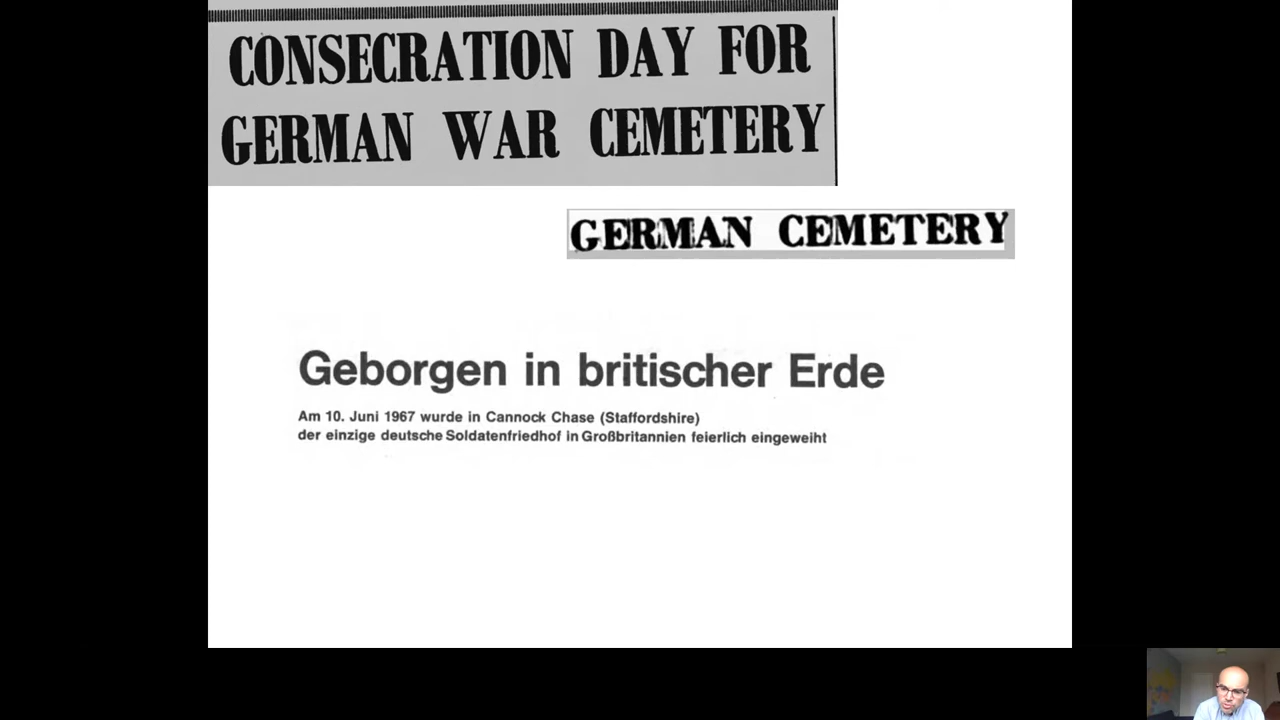 CONSECRATION DAY FOR
GERMAN WAR CEMETERY
GERMAN CEMETERY
Geborgen in britischer Erde
Am 10. Juni 1967 wurde in Cannock Chase (Staffordshire)
der einzige deutsche Soldatenfriedhof in Großbritannien feierlich eingeweiht